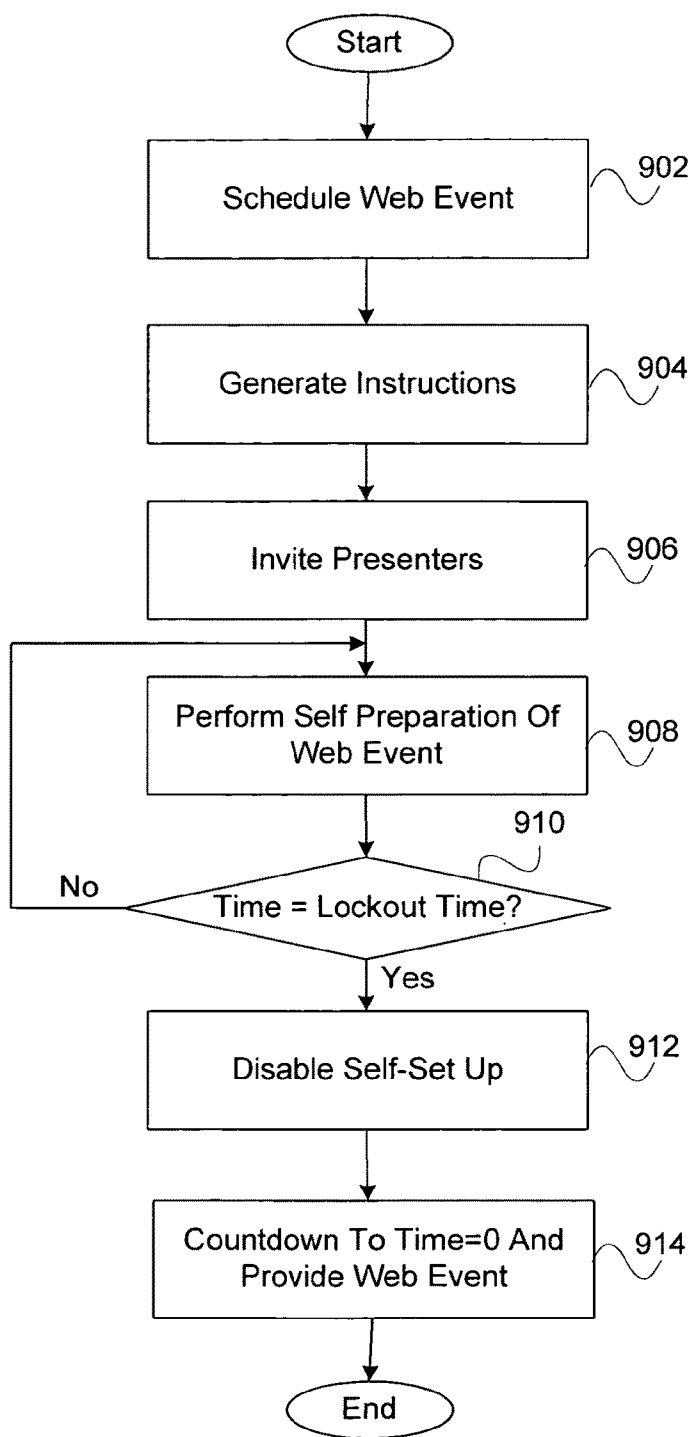 Start
902
Schedule Web Event
904
Generate Instructions
906
Invite Presenters
Perform Self Preparation Of
Web Event
908
910
No
Time = Lockout Time?
Yes
912
Disable Self-Set Up
Countdown To Time=0 And
Provide Web Event
914
End